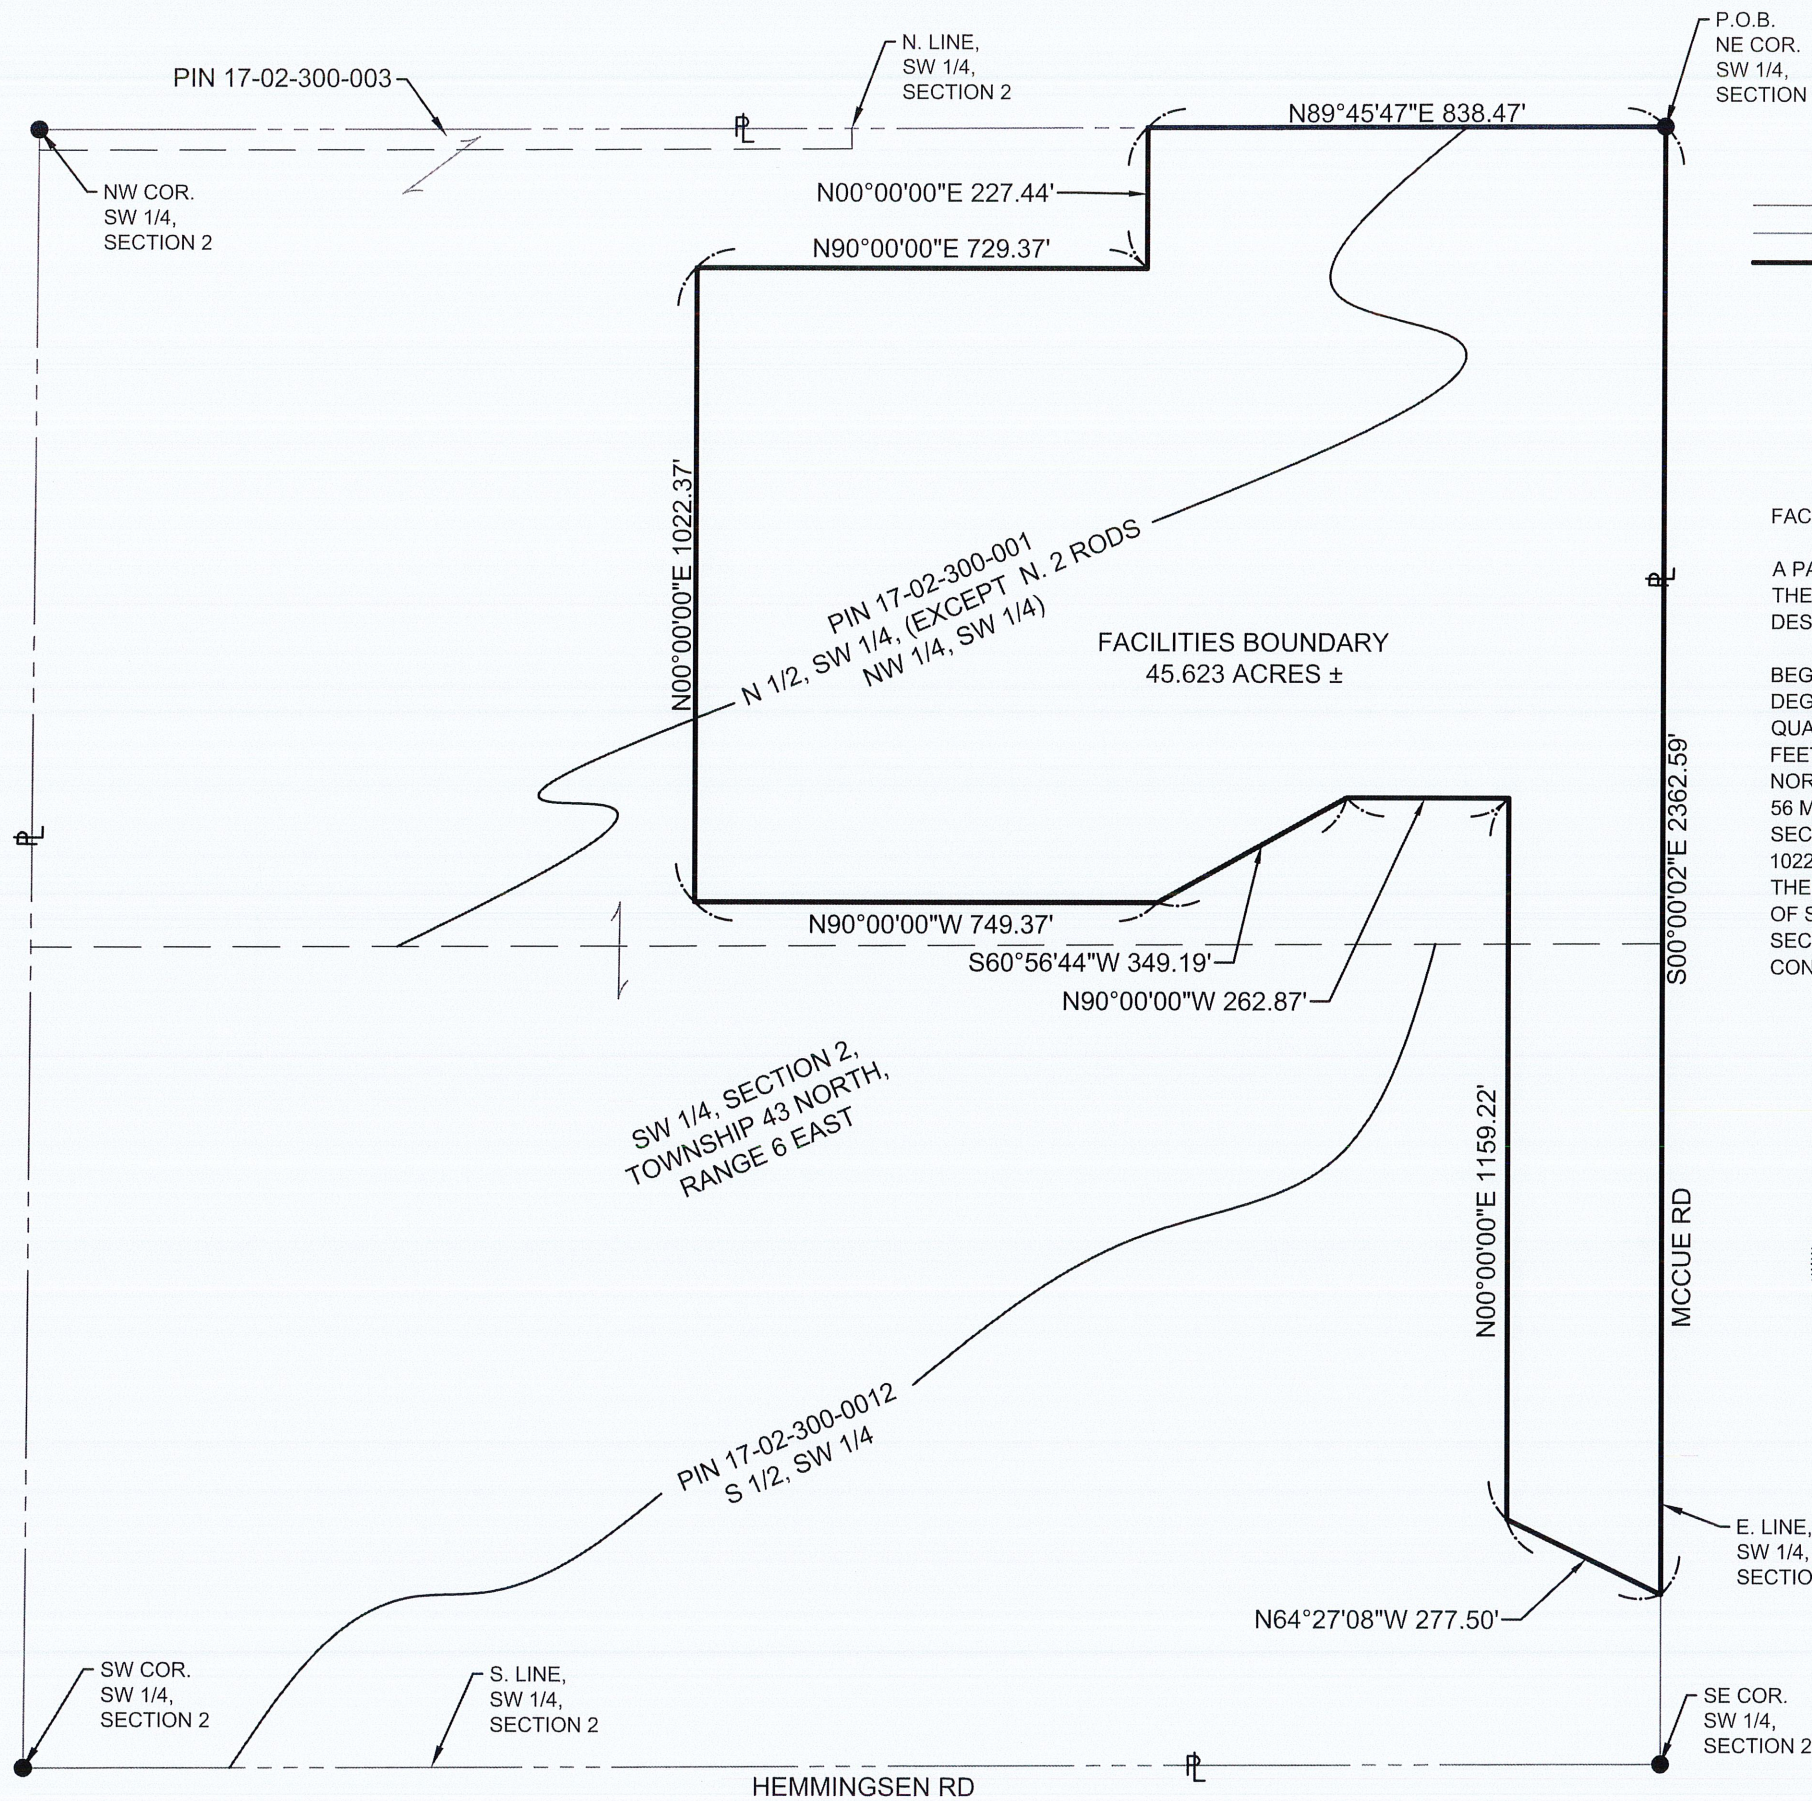 P.O.B.
NE COR.
SW 1/4,
SECTION
N. LINE,
SW 1/4,
SECTION 2
PIN 17-02-300-003
N89°45'47"E 838.47'
NW COR.
SW 1/4,
SECTION 2
N00°00'00"E 227.44'
N90°00'00"E 729.37'
N00°00'00"E 1022.37'
PIN 17-02-300-001
N 1/2, SW 1/4, (EXCEPT N. 2 RODS
NW 1/4, SW 1/4)
FACILITIES BOUNDARY
45.623 ACRES ±
S00°00'02"E 2362.59'
FAC
A PA
THE
DES
BEG
DEG
QUA
FEET
NOR
56 M
SEC
1022
THE
OF S
SEC
CON
N90°00'00"W 749.37'
S60°56'44"W 349.19'
N90°00'00"W 262.87'
SW 1/4, SECTION 2,
TOWNSHIP 43 NORTH,
RANGE 6 EAST
N00°00'00"E 1159.22'
MCCUE RD
PIN 17-02-300-0012
S 1/2, SW 1/4
E. LINE,
SW 1/4,
SECTIO
N64°27'08"W 277.50'
SW COR.
SW 1/4,
SECTION 2
S. LINE,
SW 1/4,
SECTION 2
SE COR.
SW 1/4,
SECTION 2
HEMMINGSEN RD